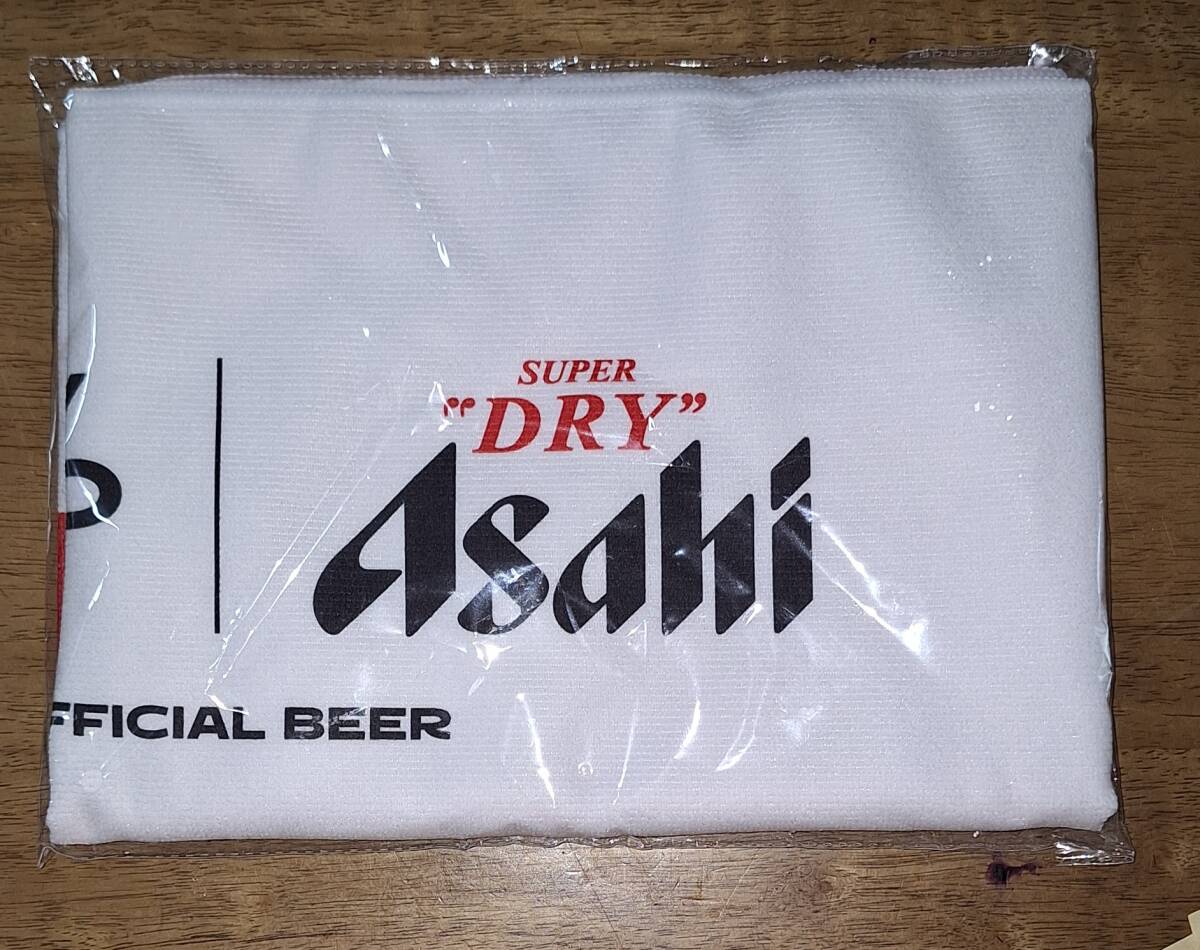 SUPER
"DRY"
Asahi
FFICIAL BEER